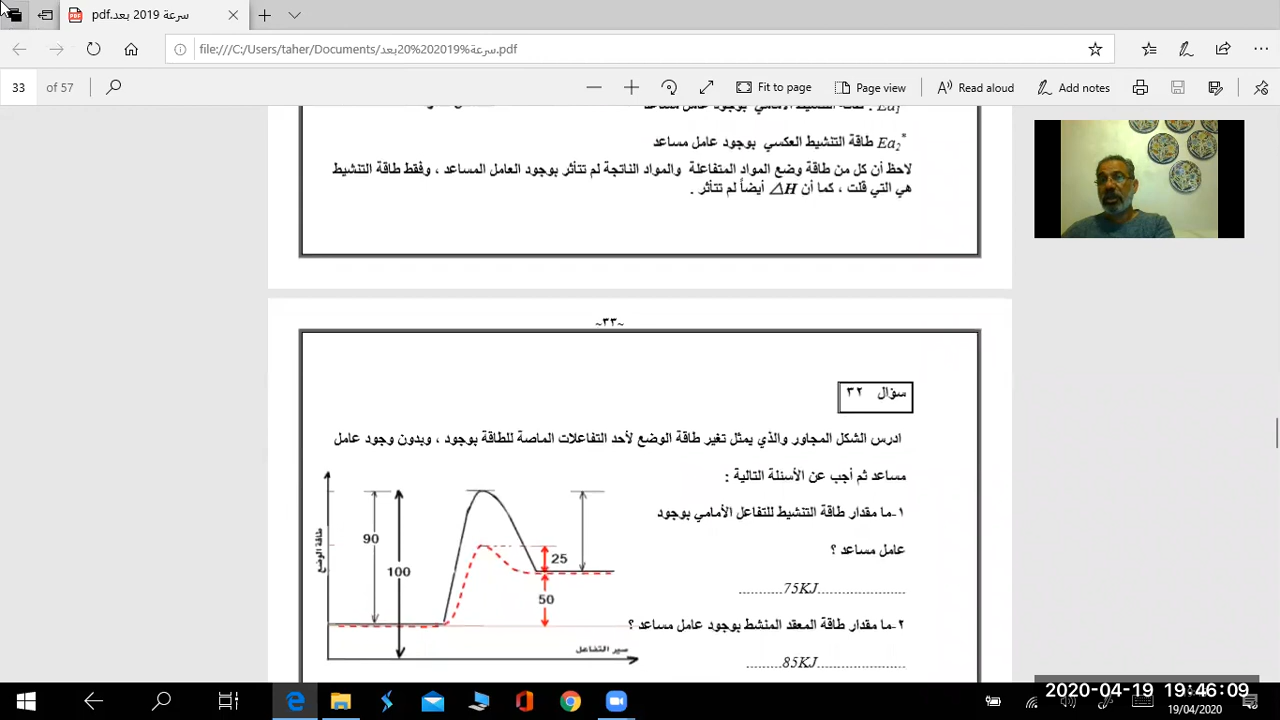 سرعة 2019 بعد.pdf
file:///C:/Users/taher/Documents/سرعة%202019%20بعد.pdf
33 of 57
Fit to page
Page view
Read aloud
Add notes
Ea₂* طاقة التنشيط العكسي بوجود عامل مساعد
لاحظ أن كل من طاقة وضع المواد المتفاعلة والمواد الناتجة لم تتأثر بوجود العامل المساعد ، وفقط طاقة التنشيط
هي التي قلت ، كما أن △H أيضاً لم تتأثر .
~٣٣~
سؤال ٣٢
ادرس الشكل المجاور والذي يمثل تغير طاقة الوضع لأحد التفاعلات الماصة للطاقة بوجود ، وبدون وجود عامل
مساعد ثم أجب عن الأسئلة التالية :
١-ما مقدار طاقة التنشيط للتفاعل الأمامي بوجود
عامل مساعد ؟
..........75KJ......................
٢-ما مقدار طاقة المعقد المنشط بوجود عامل مساعد ؟
........85KJ......................
طاقة الوضع
90
100
25
50
سير التفاعل
2020-04-19 19:46:09
19/04/2020